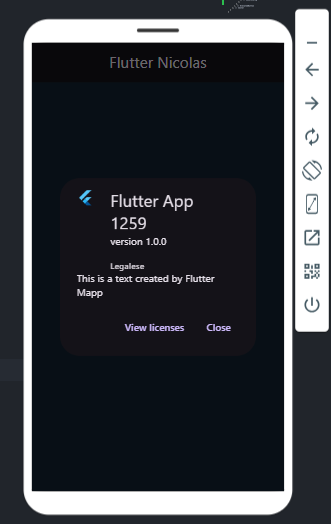 Flutter Nicolas
Flutter App
1259
version 1.0.0
Legalese
This is a text created by Flutter
Mapp
View licenses
Close